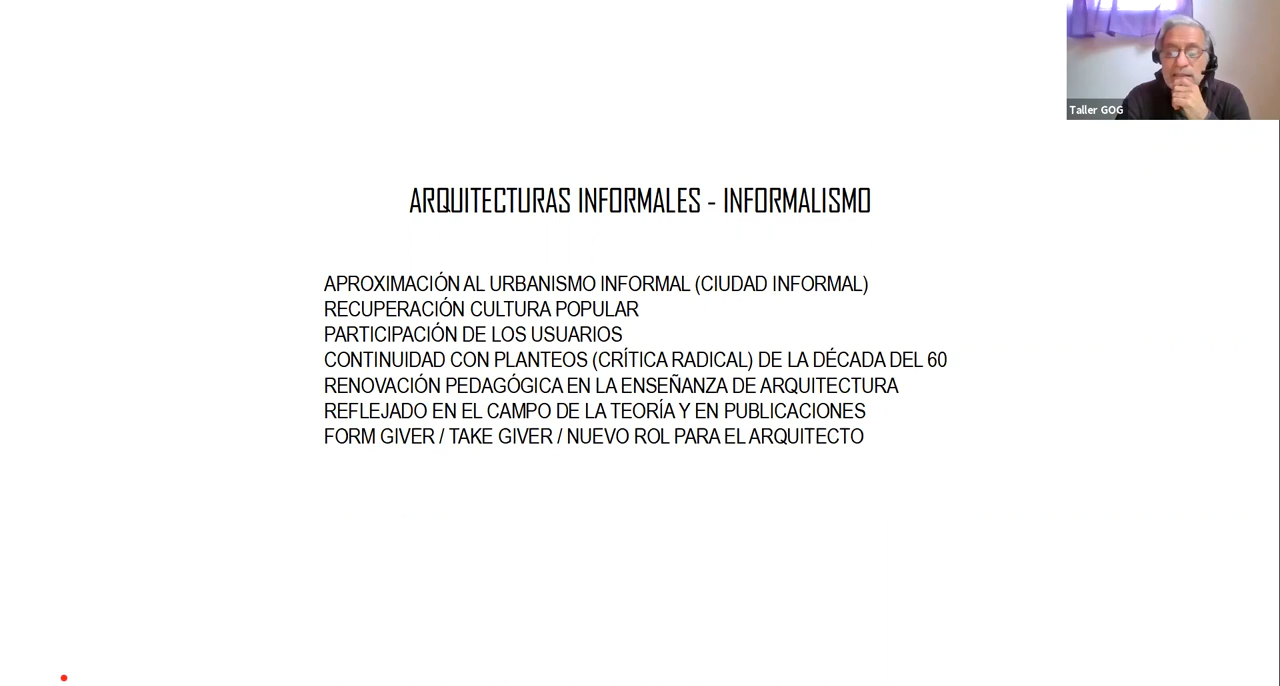 Taller GOG
ARQUITECTURAS INFORMALES - INFORMALISMO
APROXIMACIÓN AL URBANISMO INFORMAL (CIUDAD INFORMAL)
RECUPERACIÓN CULTURA POPULAR
PARTICIPACIÓN DE LOS USUARIOS
CONTINUIDAD CON PLANTEOS (CRÍTICA RADICAL) DE LA DÉCADA DEL 60
RENOVACIÓN PEDAGÓGICA EN LA ENSEÑANZA DE ARQUITECTURA
REFLEJADO EN EL CAMPO DE LA TEORÍA Y EN PUBLICACIONES
FORM GIVER / TAKE GIVER / NUEVO ROL PARA EL ARQUITECTO